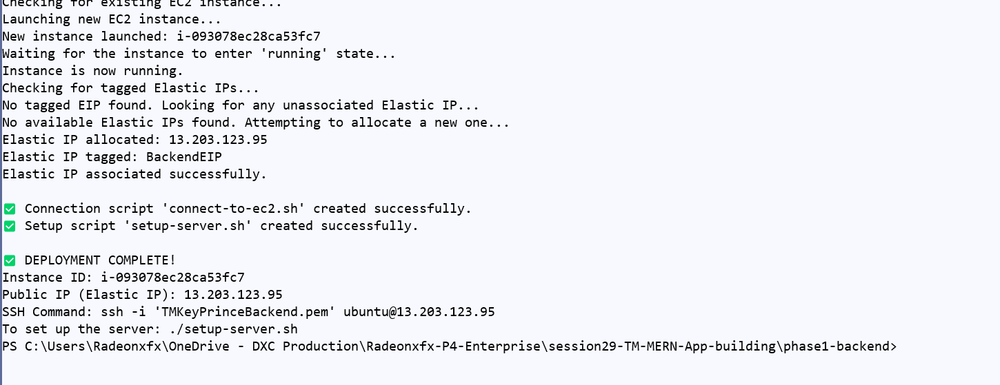 Checking for existing EC2 instance...
Launching new EC2 instance...
New instance launched: i-093078ec28ca53fc7
Waiting for the instance to enter 'running' state...
Instance is now running.
Checking for tagged Elastic IPs...
No tagged EIP found. Looking for any unassociated Elastic IP...
No available Elastic IPs found. Attempting to allocate a new one...
Elastic IP allocated: 13.203.123.95
Elastic IP tagged: BackendEIP
Elastic IP associated successfully.
✅ Connection script 'connect-to-ec2.sh' created successfully.
✅ Setup script 'setup-server.sh' created successfully.
✅ DEPLOYMENT COMPLETE!
Instance ID: i-093078ec28ca53fc7
Public IP (Elastic IP): 13.203.123.95
SSH Command: ssh -i 'TMKeyPrinceBackend.pem' ubuntu@13.203.123.95
To set up the server: ./setup-server.sh
PS C:\Users\Radeonxfx\OneDrive - DXC Production\Radeonxfx-P4-Enterprise\session29-TM-MERN-App-building\phase1-backend>